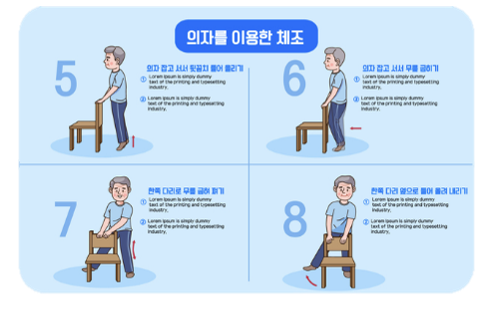 의자를 이용한 체조
5
의자 잡고 서서 뒷꿈치 들어 올리기
① Lorem Ipsum is simply dummy
text of the printing and typesetting
industry.
② Lorem Ipsum is simply dummy
text of the printing and typesetting
industry.
6
의자 잡고 서서 무릎 굽히기
① Lorem Ipsum is simply dummy
text of the printing and typesetting
industry.
② Lorem Ipsum is simply dummy
text of the printing and typesetting
industry.
7
한쪽 다리로 무릎 굽혀 펴기
① Lorem Ipsum is simply dummy
text of the printing and typesetting
industry.
② Lorem Ipsum is simply dummy
text of the printing and typesetting
industry.
8
한쪽 다리 옆으로 들어 올려 내리기
① Lorem Ipsum is simply dummy
text of the printing and typesetting
industry.
② Lorem Ipsum is simply dummy
text of the printing and typesetting
industry.